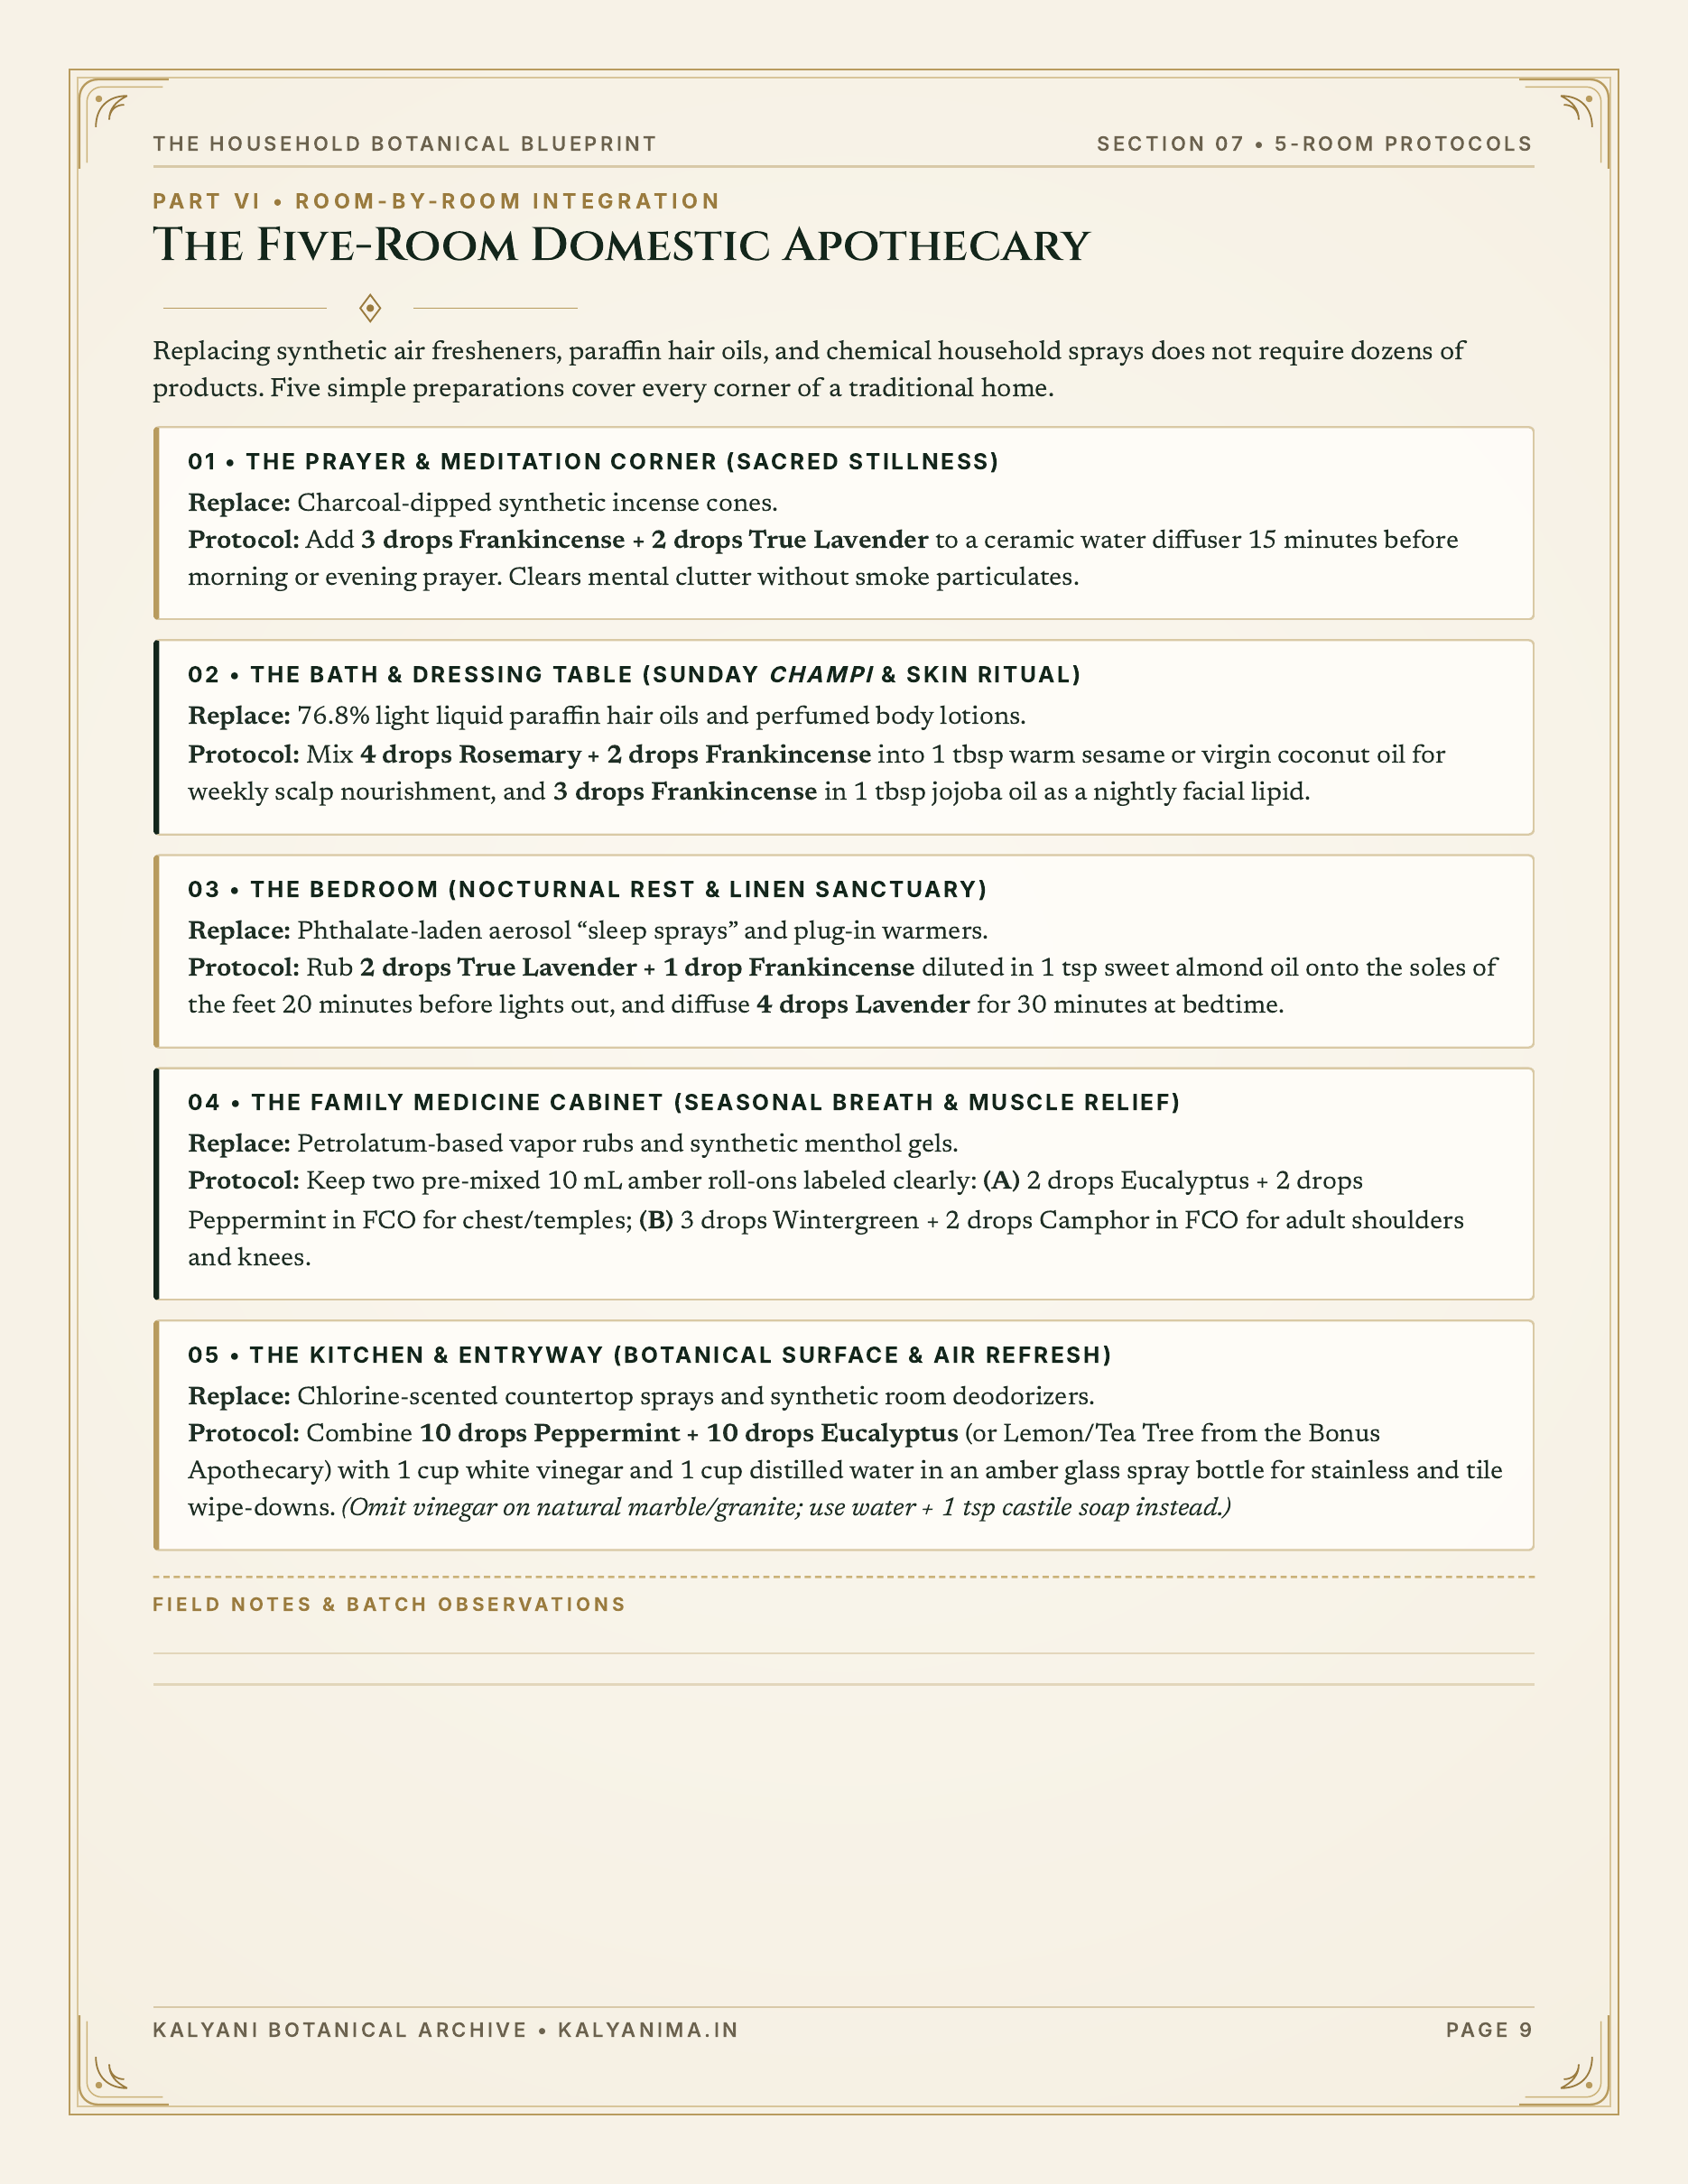 THE HOUSEHOLD BOTANICAL BLUEPRINT
SECTION 07 • 5-ROOM PROTOCOLS
PART VI • ROOM-BY-ROOM INTEGRATION
The Five-Room Domestic Apothecary
Replacing synthetic air fresheners, paraffin hair oils, and chemical household sprays does not require dozens of
products. Five simple preparations cover every corner of a traditional home.
01 • THE PRAYER & MEDITATION CORNER (SACRED STILLNESS)
Replace: Charcoal-dipped synthetic incense cones.
Protocol: Add 3 drops Frankincense + 2 drops True Lavender to a ceramic water diffuser 15 minutes before
morning or evening prayer. Clears mental clutter without smoke particulates.
02 • THE BATH & DRESSING TABLE (SUNDAY CHAMPI & SKIN RITUAL)
Replace: 76.8% light liquid paraffin hair oils and perfumed body lotions.
Protocol: Mix 4 drops Rosemary + 2 drops Frankincense into 1 tbsp warm sesame or virgin coconut oil for
weekly scalp nourishment, and 3 drops Frankincense in 1 tbsp jojoba oil as a nightly facial lipid.
03 • THE BEDROOM (NOCTURNAL REST & LINEN SANCTUARY)
Replace: Phthalate-laden aerosol “sleep sprays” and plug-in warmers.
Protocol: Rub 2 drops True Lavender + 1 drop Frankincense diluted in 1 tsp sweet almond oil onto the soles of
the feet 20 minutes before lights out, and diffuse 4 drops Lavender for 30 minutes at bedtime.
04 • THE FAMILY MEDICINE CABINET (SEASONAL BREATH & MUSCLE RELIEF)
Replace: Petrolatum-based vapor rubs and synthetic menthol gels.
Protocol: Keep two pre-mixed 10 mL amber roll-ons labeled clearly: (A) 2 drops Eucalyptus + 2 drops
Peppermint in FCO for chest/temples; (B) 3 drops Wintergreen + 2 drops Camphor in FCO for adult shoulders
and knees.
05 • THE KITCHEN & ENTRYWAY (BOTANICAL SURFACE & AIR REFRESH)
Replace: Chlorine-scented countertop sprays and synthetic room deodorizers.
Protocol: Combine 10 drops Peppermint + 10 drops Eucalyptus (or Lemon/Tea Tree from the Bonus
Apothecary) with 1 cup white vinegar and 1 cup distilled water in an amber glass spray bottle for stainless and tile
wipe-downs. (Omit vinegar on natural marble/granite; use water + 1 tsp castile soap instead.)
FIELD NOTES & BATCH OBSERVATIONS
KALYANI BOTANICAL ARCHIVE • KALYANIMA.IN
PAGE 9